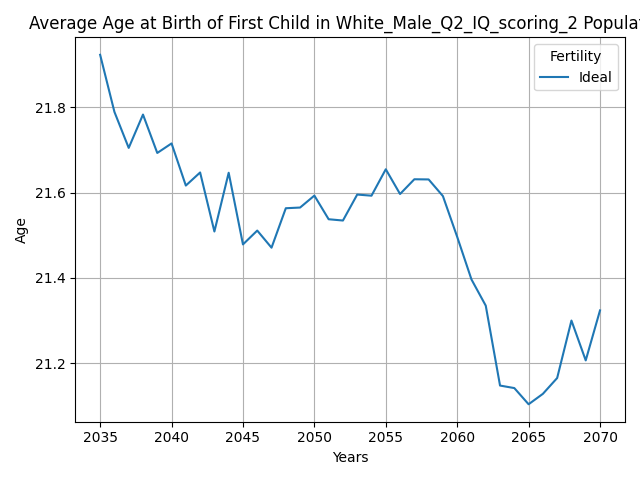 Average Age at Birth of First Child in White_Male_Q2_IQ_scoring_2 Populat
Fertility
Ideal
21.8
21.6
21.4
21.2
Age
2035 2040 2045 2050 2055 2060 2065 2070
Years